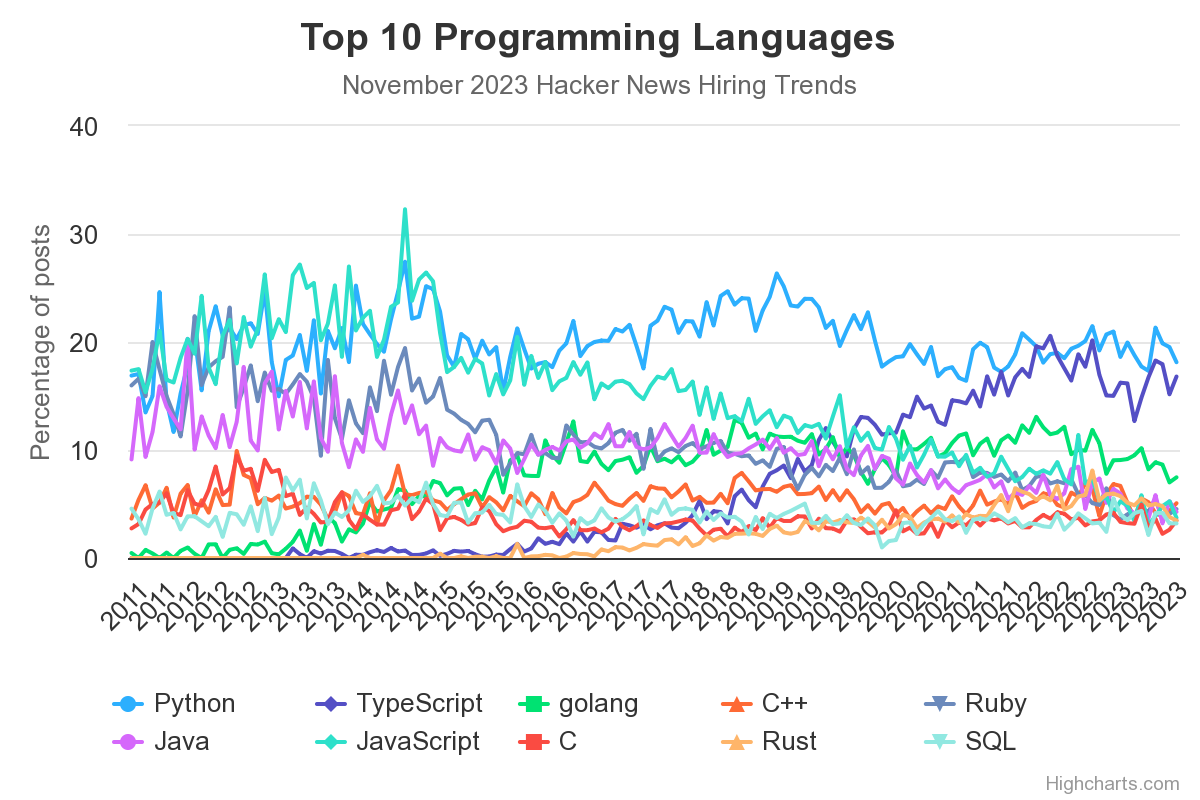 Top 10 Programming Languages
November 2023 Hacker News Hiring Trends
Percentage of posts
40
30
20
10
0
2011 2011 2012 2012 2012 2013 2013 2013 2014 2014 2014 2015 2015 2015 2016 2016 2016 2017 2017 2017 2018 2018 2018 2019 2019 2019 2020 2020 2020 2021 2021 2021 2022 2022 2022 2023 2023 2023
Python TypeScript golang C++ Ruby
Java JavaScript C Rust SQL
Highcharts.com